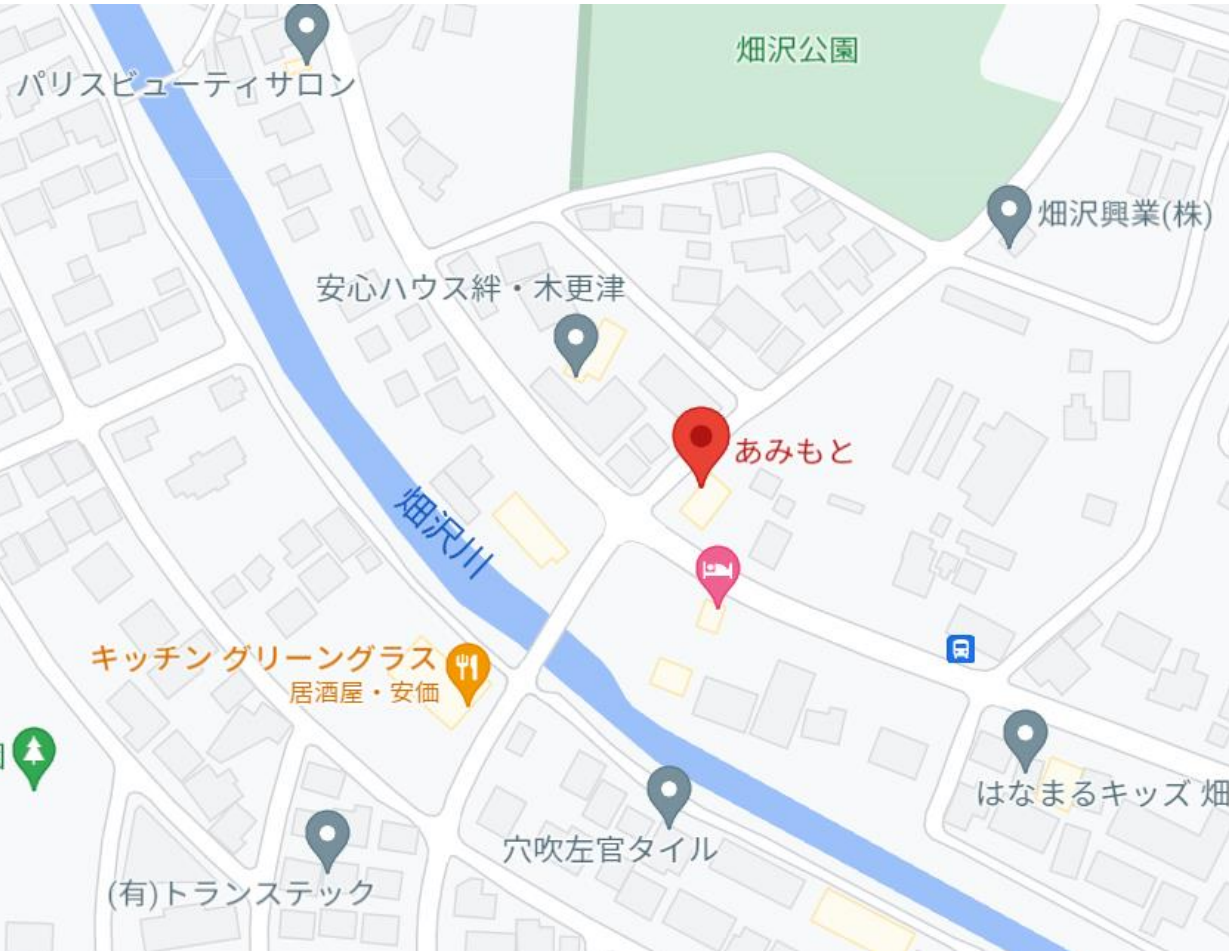 畑沢公園
パリスビューティサロン
畑沢興業(株)
安心ハウス絆・木更津
あみもと
畑沢川
キッチン グリーングラス
居酒屋・安価
はなまるキッズ 畑
穴吹左官タイル
(有)トランステック